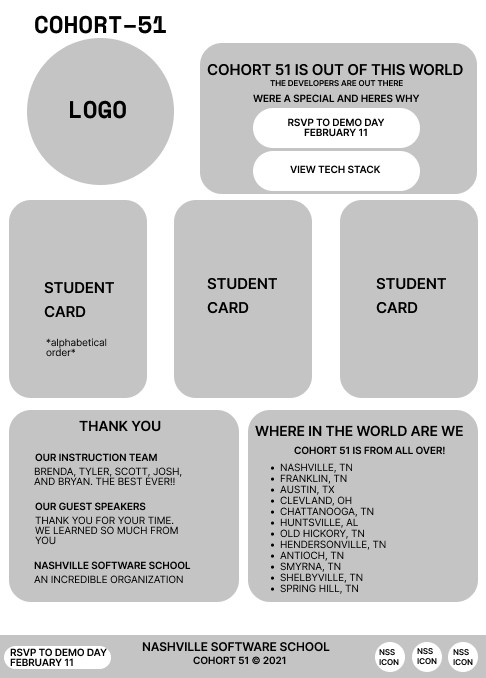 COHORT-51
LOGO
COHORT 51 IS OUT OF THIS WORLD
THE DEVELOPERS ARE OUT THERE
WERE A SPECIAL AND HERES WHY
RSVP TO DEMO DAY
FEBRUARY 11
VIEW TECH STACK
STUDENT
CARD
*alphabetical
order*
STUDENT
CARD
STUDENT
CARD
THANK YOU
OUR INSTRUCTION TEAM
BRENDA, TYLER, SCOTT, JOSH,
AND BRYAN. THE BEST EVER!!
OUR GUEST SPEAKERS
THANK YOU FOR YOUR TIME.
WE LEARNED SO MUCH FROM
YOU
NASHVILLE SOFTWARE SCHOOL
AN INCREDIBLE ORGANIZATION
WHERE IN THE WORLD ARE WE
COHORT 51 IS FROM ALL OVER!
• NASHVILLE, TN
• FRANKLIN, TN
• AUSTIN, TX
• CLEVLAND, OH
• CHATTANOOGA, TN
• HUNTSVILLE, AL
• OLD HICKORY, TN
• HENDERSONVILLE, TN
• ANTIOCH, TN
• SMYRNA, TN
• SHELBYVILLE, TN
• SPRING HILL, TN
RSVP TO DEMO DAY
FEBRUARY 11
NASHVILLE SOFTWARE SCHOOL
COHORT 51 © 2021
NSS
ICON
NSS
ICON
NSS
ICON